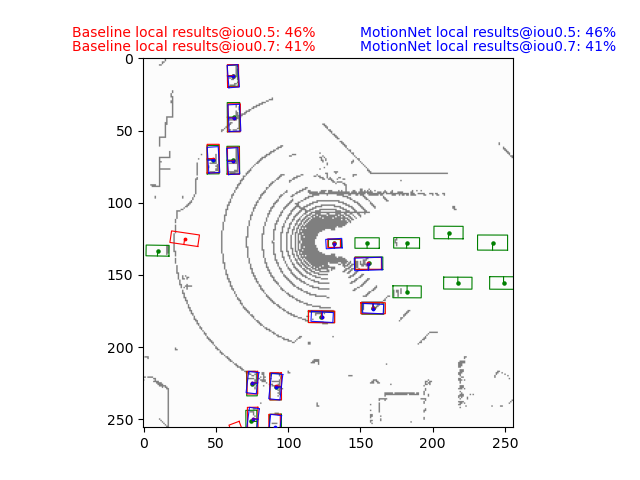 Baseline local results@iou0.5: 46%
MotionNet local results@iou0.5: 46%
Baseline local results@iou0.7: 41%
MotionNet local results@iou0.7: 41%
0
50
100
150
200
250
0 50 100 150 200 250